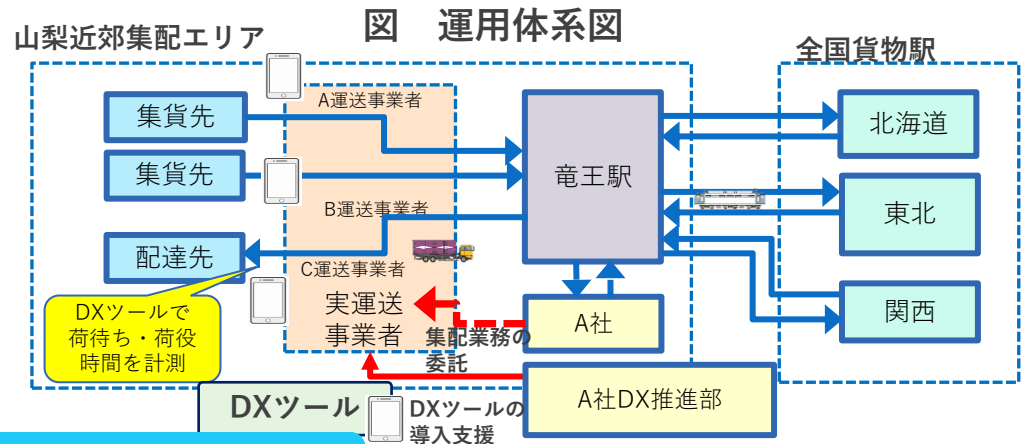 図　運用体系図
山梨近郊集配エリア
全国貨物駅
A運送事業者
集貨先
集貨先
B運送事業者
配達先
C運送事業者
実運送
事業者
竜王駅
北海道
東北
関西
DXツールで
荷待ち・荷役
時間を計測
A社
集配業務の
委託
A社DX推進部
DXツール
DXツールの
導入支援